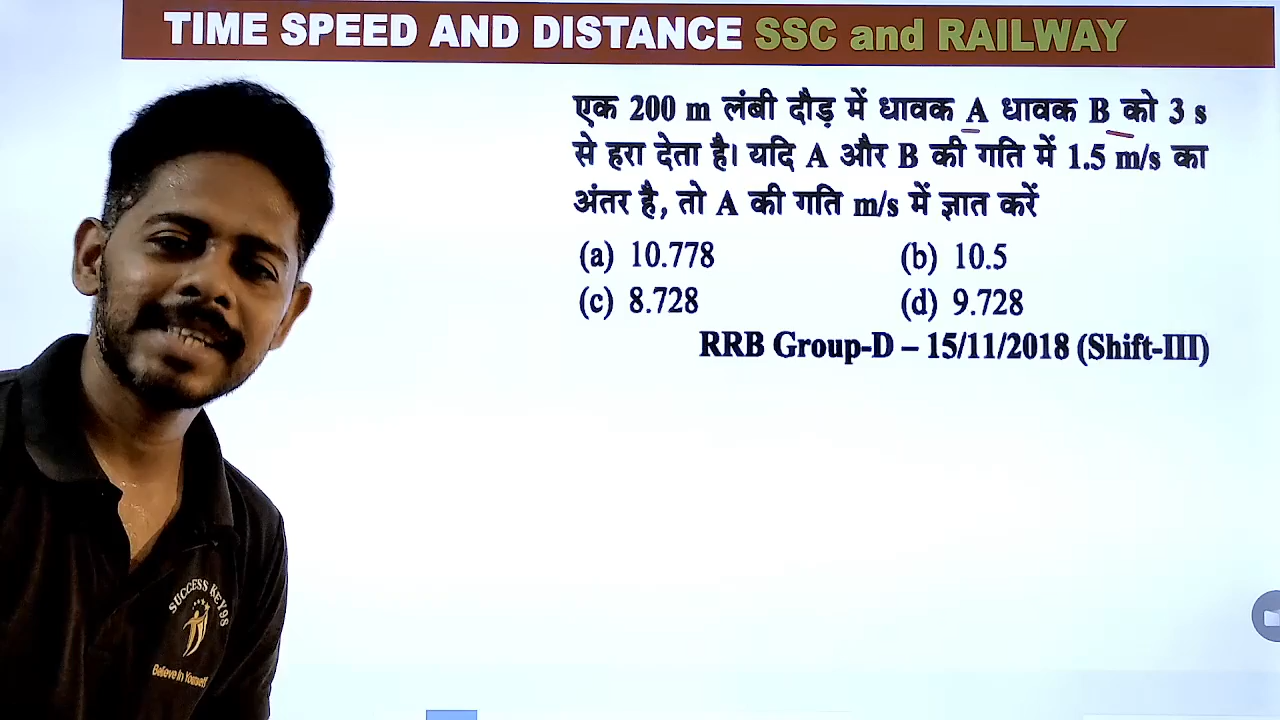 TIME SPEED AND DISTANCE SSC and RAILWAY
एक 200 m लंबी दौड़ में धावक A धावक B को 3 s
से हरा देता है। यदि A और B की गति में 1.5 m/s का
अंतर है, तो A की गति m/s में ज्ञात करें
(a) 10.778 (b) 10.5
(c) 8.728 (d) 9.728
RRB Group-D – 15/11/2018 (Shift-III)
SUCCESS KEY98
Believe In Yourself